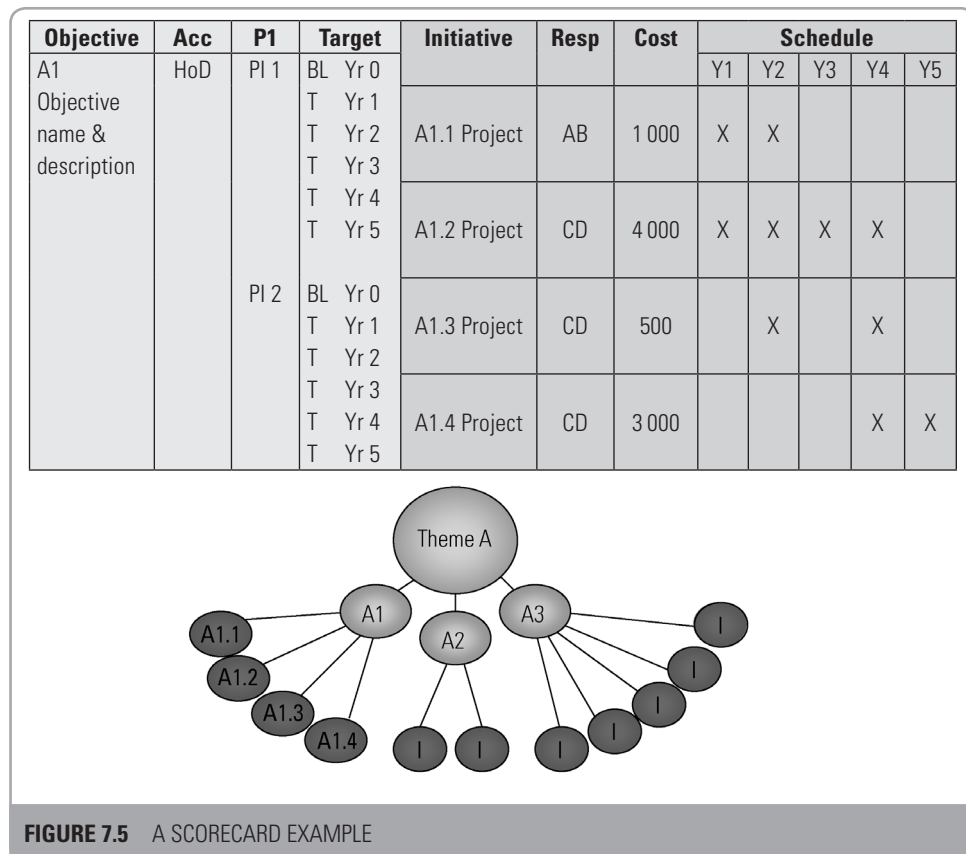 Objective Acc P1 Target Initiative Resp Cost Schedule
A1 HoD PI 1 BL Yr 0 Y1 Y2 Y3 Y4 Y5
Objective T Yr 1
name & T Yr 2 A1.1 Project AB 1 000 X X
description T Yr 3
T Yr 4
T Yr 5 A1.2 Project CD 4 000 X X X X
PI 2 BL Yr 0
T Yr 1 A1.3 Project CD 500 X X
T Yr 2
T Yr 3
T Yr 4 A1.4 Project CD 3 000 X X
T Yr 5
Theme A
A1 A2 A3
A1.1 A1.2 A1.3 A1.4 I I I I I I I
FIGURE 7.5 A SCORECARD EXAMPLE